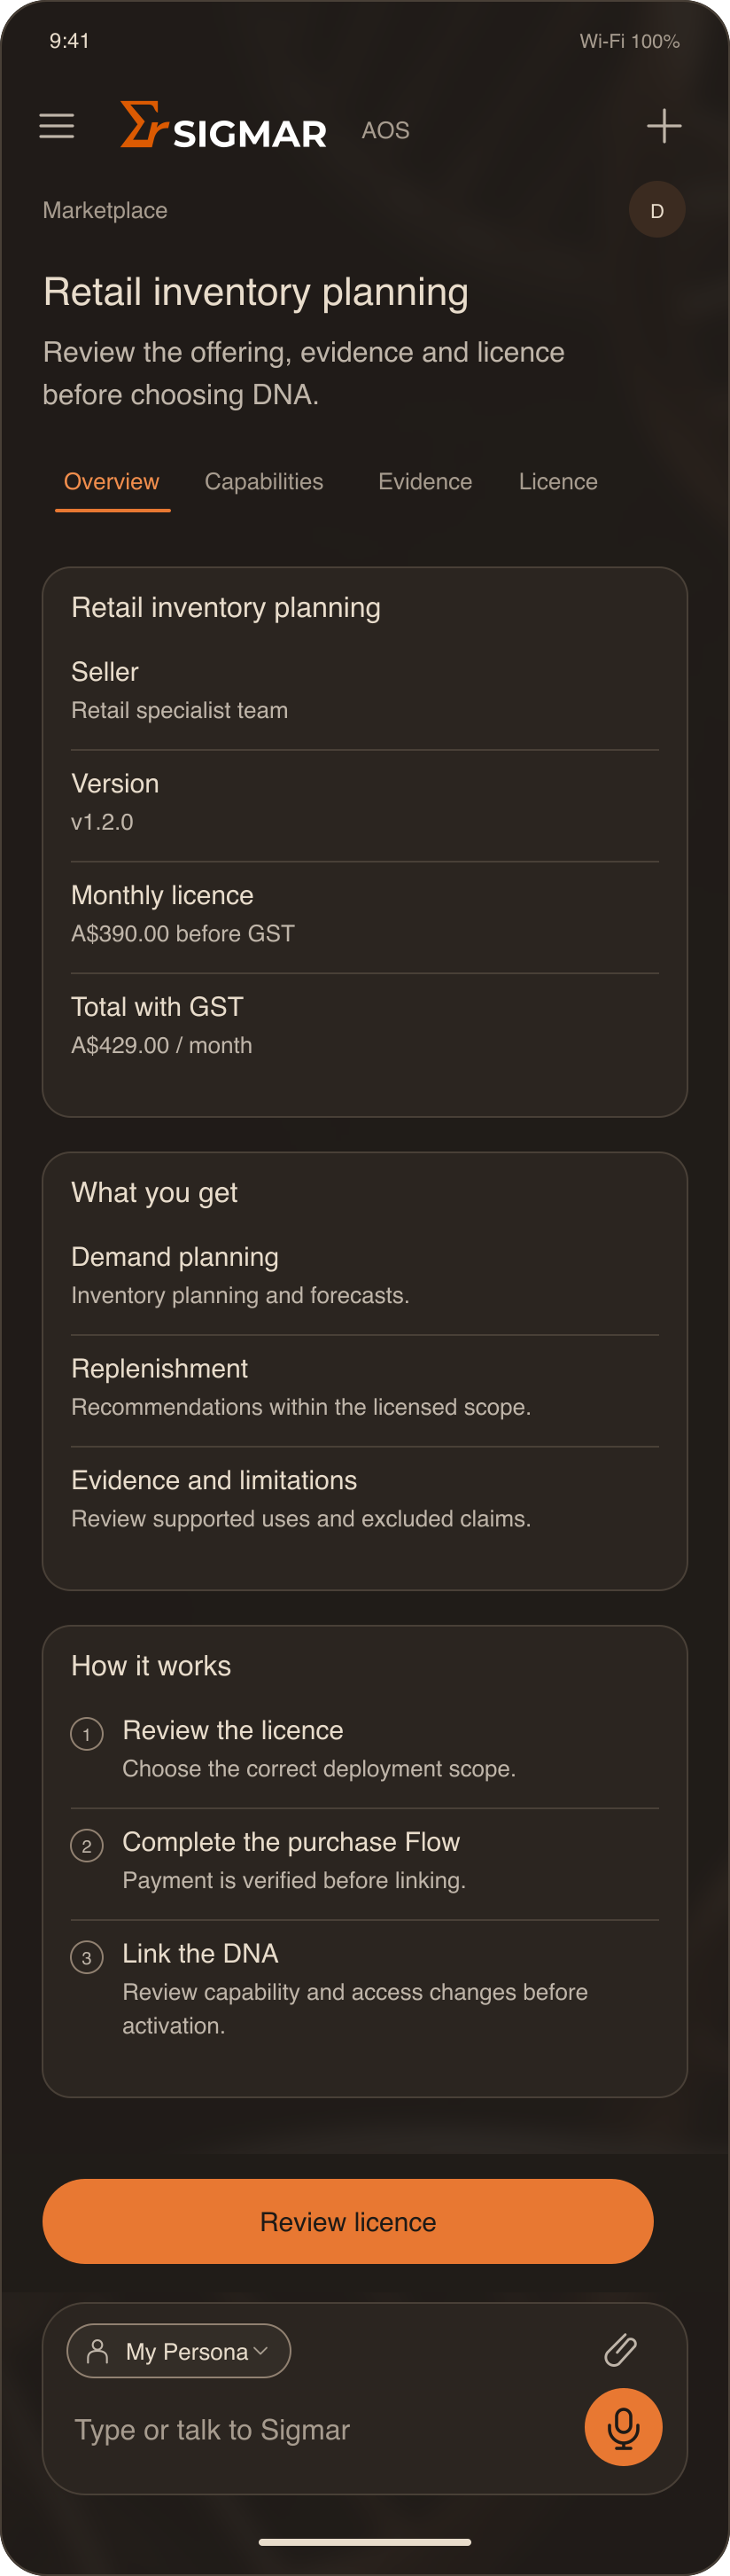 9:41
Wi-Fi 100%
Σr SIGMAR AOS
Marketplace
D
Retail inventory planning
Review the offering, evidence and licence
before choosing DNA.
Overview Capabilities Evidence Licence
Retail inventory planning
Seller
Retail specialist team
Version
v1.2.0
Monthly licence
A$390.00 before GST
Total with GST
A$429.00 / month
What you get
Demand planning
Inventory planning and forecasts.
Replenishment
Recommendations within the licensed scope.
Evidence and limitations
Review supported uses and excluded claims.
How it works
1 Review the licence
Choose the correct deployment scope.
2 Complete the purchase Flow
Payment is verified before linking.
3 Link the DNA
Review capability and access changes before
activation.
Review licence
My Persona
Type or talk to Sigmar